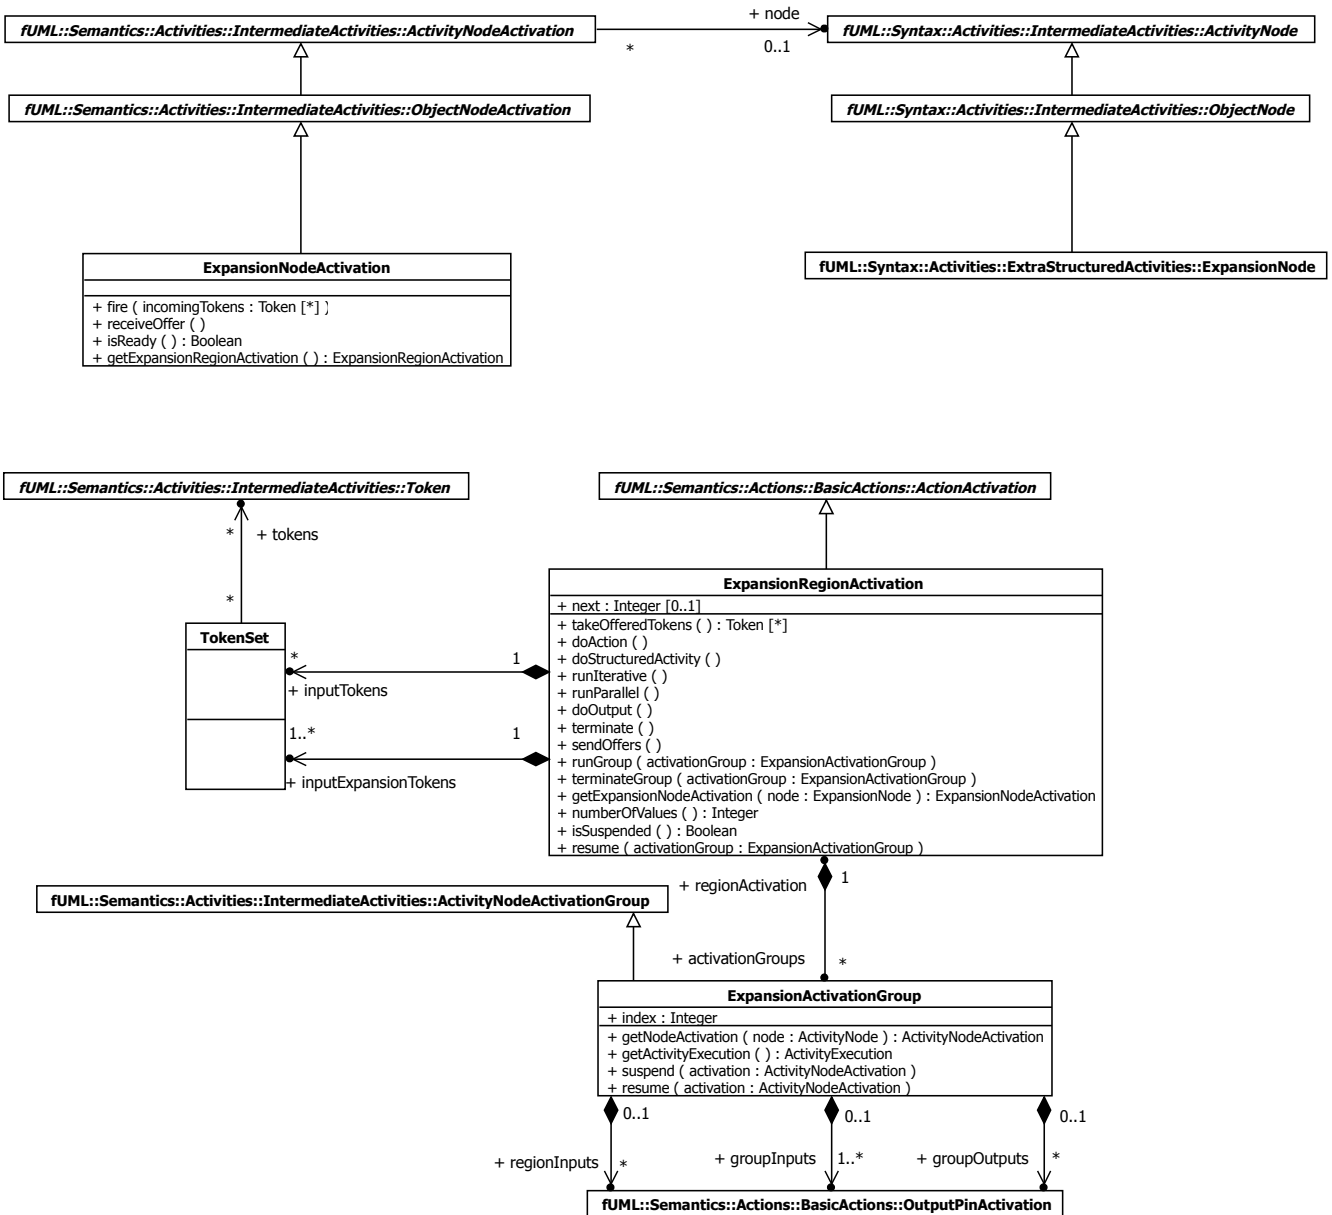 + node
fUML::Semantics::Activities::IntermediateActivities::ActivityNodeActivation
*
0..1
fUML::Syntax::Activities::IntermediateActivities::ActivityNode
fUML::Semantics::Activities::IntermediateActivities::ObjectNodeActivation
fUML::Syntax::Activities::IntermediateActivities::ObjectNode
ExpansionNodeActivation
+ fire ( incomingTokens : Token [*] )
+ receiveOffer ( )
+ isReady ( ) : Boolean
+ getExpansionRegionActivation ( ) : ExpansionRegionActivation
fUML::Syntax::Activities::ExtraStructuredActivities::ExpansionNode
fUML::Semantics::Activities::IntermediateActivities::Token
fUML::Semantics::Actions::BasicActions::ActionActivation
*
+ tokens
*
TokenSet
*
1
+ inputTokens
1..*
1
+ inputExpansionTokens
ExpansionRegionActivation
+ next : Integer [0..1]
+ takeOfferedTokens ( ) : Token [*]
+ doAction ( )
+ doStructuredActivity ( )
+ runIterative ( )
+ runParallel ( )
+ doOutput ( )
+ terminate ( )
+ sendOffers ( )
+ runGroup ( activationGroup : ExpansionActivationGroup )
+ terminateGroup ( activationGroup : ExpansionActivationGroup )
+ getExpansionNodeActivation ( node : ExpansionNode ) : ExpansionNodeActivation
+ numberOfValues ( ) : Integer
+ isSuspended ( ) : Boolean
+ resume ( activationGroup : ExpansionActivationGroup )
+ regionActivation
1
fUML::Semantics::Activities::IntermediateActivities::ActivityNodeActivationGroup
+ activationGroups
*
ExpansionActivationGroup
+ index : Integer
+ getNodeActivation ( node : ActivityNode ) : ActivityNodeActivation
+ getActivityExecution ( ) : ActivityExecution
+ suspend ( activation : ActivityNodeActivation )
+ resume ( activation : ActivityNodeActivation )
0..1
0..1
0..1
+ regionInputs
*
+ groupInputs
1..*
+ groupOutputs
*
fUML::Semantics::Actions::BasicActions::OutputPinActivation